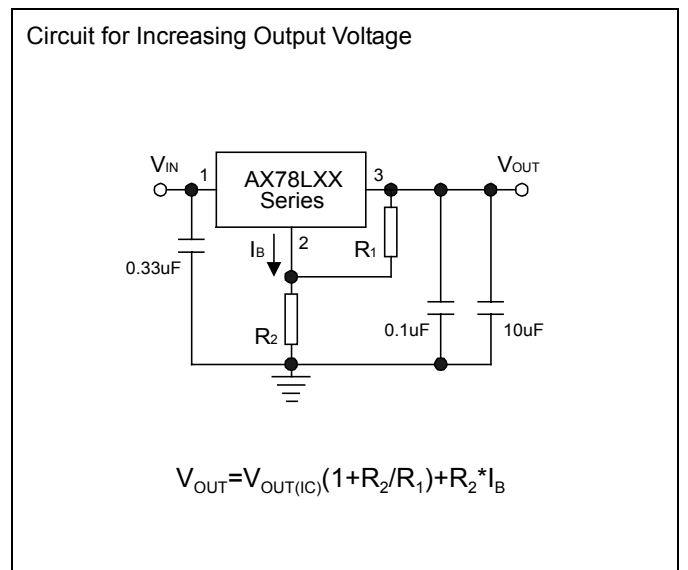 Circuit for Increasing Output Voltage
VIN
1
AX78LXX
Series
3
VOUT
IB
2
R1
0.33uF
R2
0.1uF
10uF
VOUT=VOUT(IC)(1+R2/R1)+R2*IB